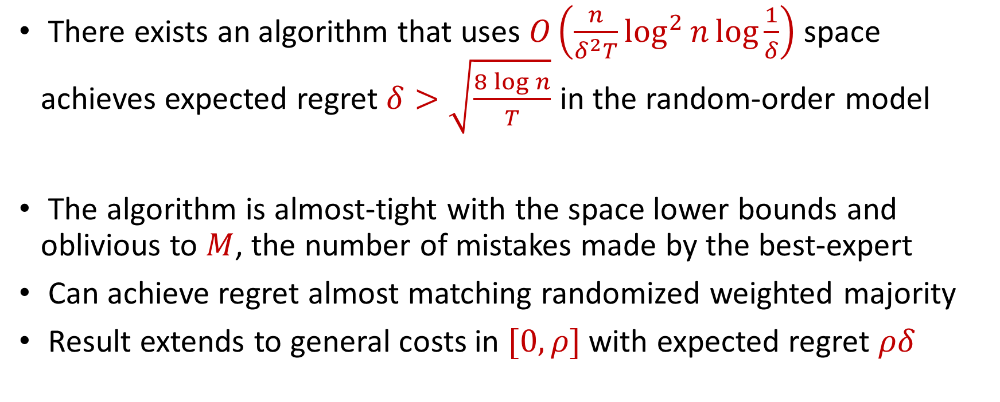 • There exists an algorithm that uses $O\left(\frac{n}{\delta^2 T} \log^2 n \log \frac{1}{\delta}\right)$ space
achieves expected regret $\delta > \sqrt{\frac{8 \log n}{T}}$ in the random-order model
• The algorithm is almost-tight with the space lower bounds and
oblivious to $M$, the number of mistakes made by the best-expert
• Can achieve regret almost matching randomized weighted majority
• Result extends to general costs in $[0, \rho]$ with expected regret $\rho\delta$